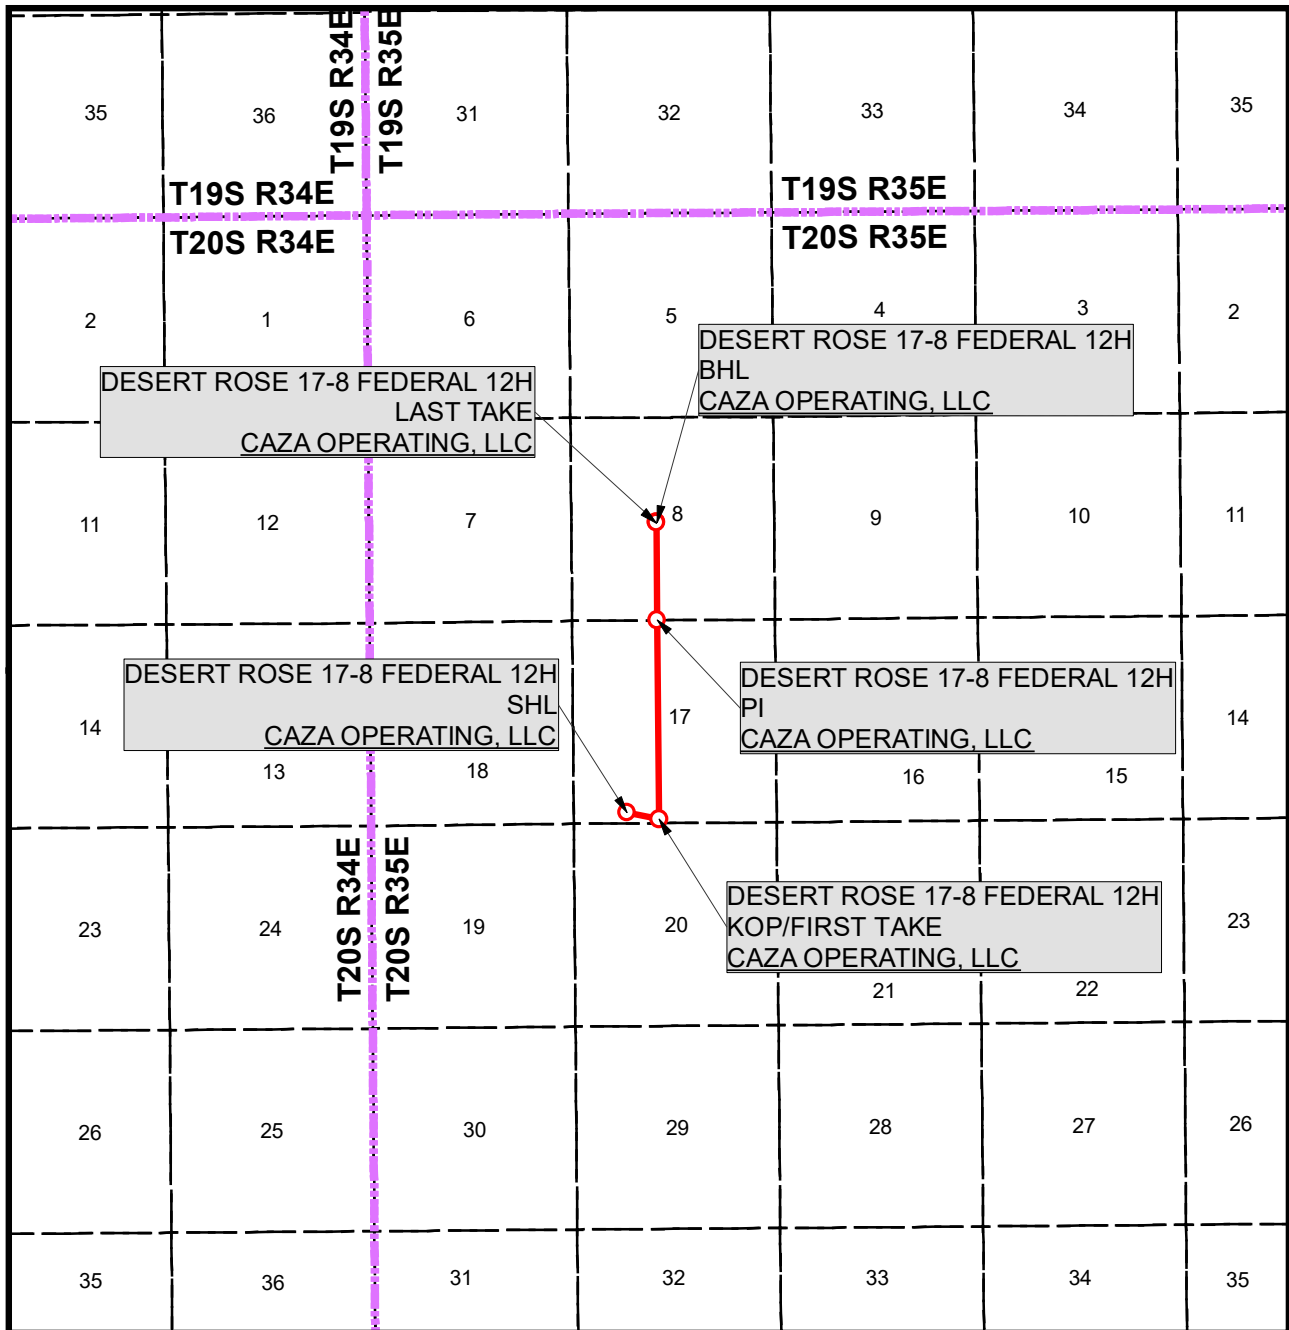 T19S R34E
T19S R35E
35
36
31
32
33
34
35
T19S R34E
T19S R35E
T20S R34E
T20S R35E
2
1
6
5
4
3
2
DESERT ROSE 17-8 FEDERAL 12H
BHL
CAZA OPERATING, LLC
DESERT ROSE 17-8 FEDERAL 12H
LAST TAKE
CAZA OPERATING, LLC
11
12
7
8
9
10
11
DESERT ROSE 17-8 FEDERAL 12H
SHL
CAZA OPERATING, LLC
DESERT ROSE 17-8 FEDERAL 12H
PI
CAZA OPERATING, LLC
14
13
18
17
16
15
14
T20S R34E
T20S R35E
DESERT ROSE 17-8 FEDERAL 12H
KOP/FIRST TAKE
CAZA OPERATING, LLC
23
24
19
20
21
22
23
26
25
30
29
28
27
26
35
36
31
32
33
34
35